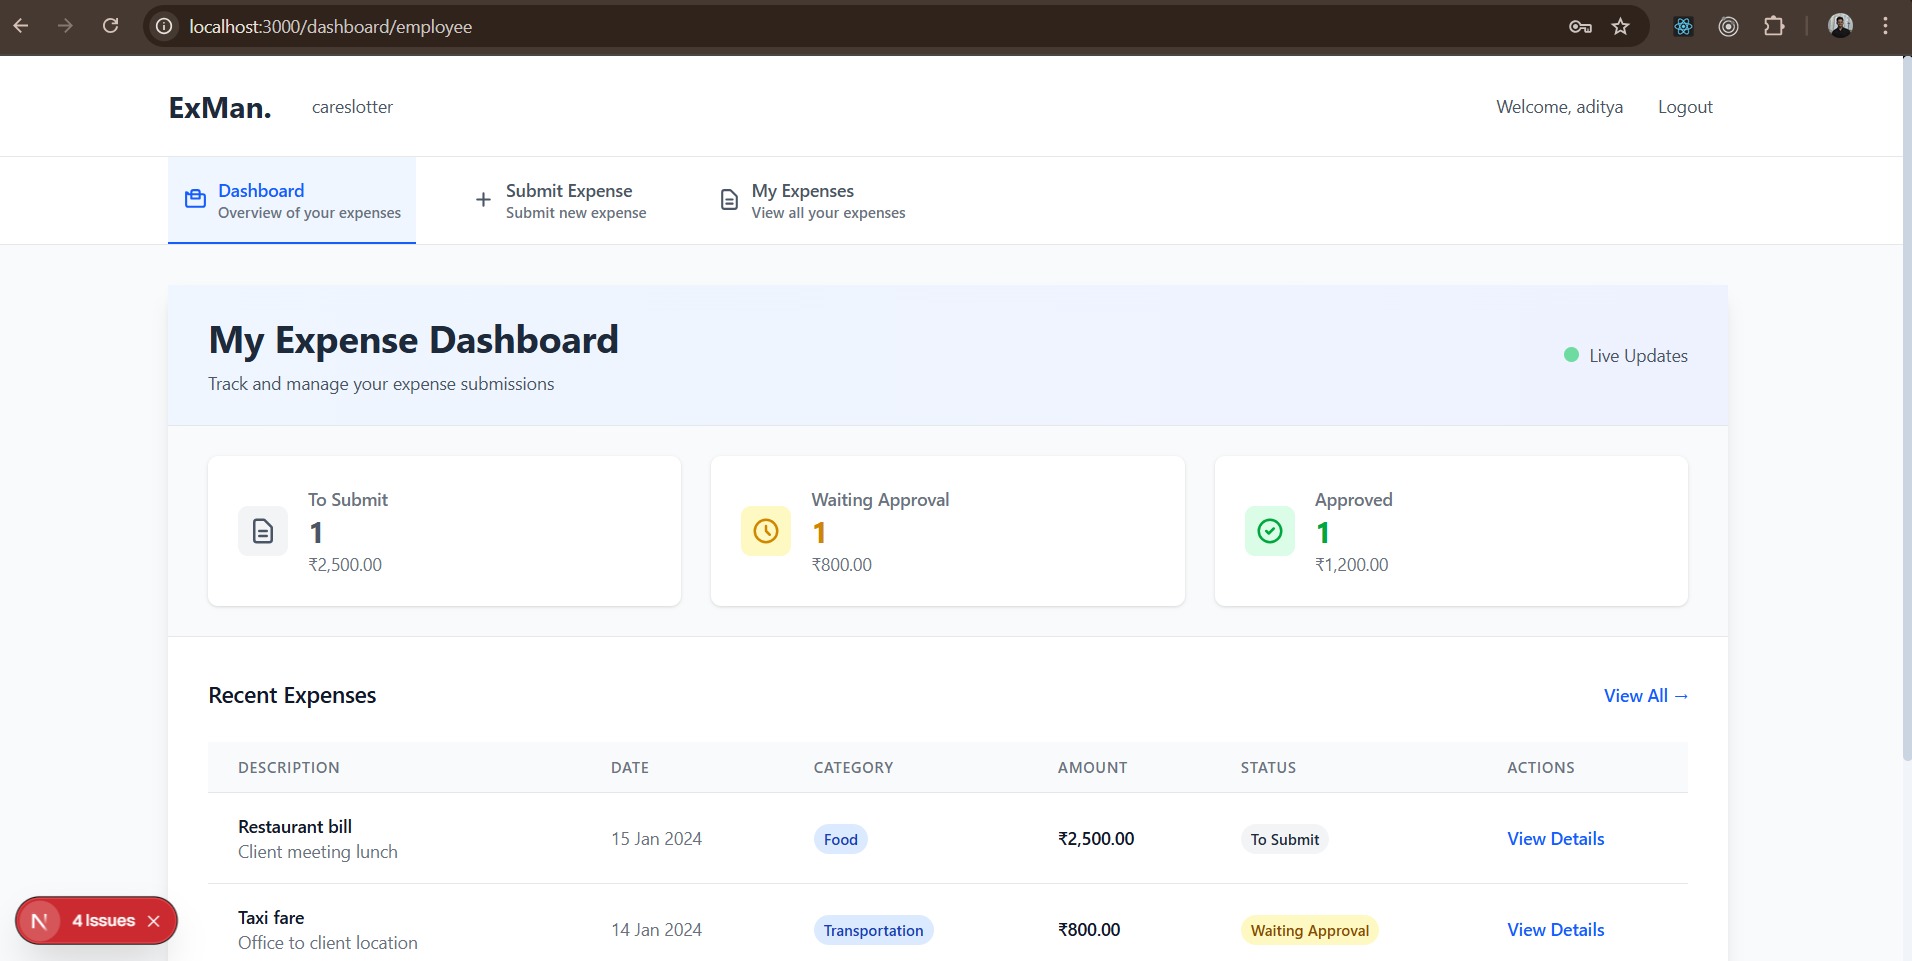 localhost:3000/dashboard/employee
ExMan.
careslotter
Welcome, aditya
Logout
Dashboard
Overview of your expenses
Submit Expense
Submit new expense
My Expenses
View all your expenses
My Expense Dashboard
Track and manage your expense submissions
Live Updates
To Submit
1
₹2,500.00
Waiting Approval
1
₹800.00
Approved
1
₹1,200.00
Recent Expenses
View All →
DESCRIPTION DATE CATEGORY AMOUNT STATUS ACTIONS
Restaurant bill
Client meeting lunch
15 Jan 2024
Food
₹2,500.00
To Submit
View Details
Taxi fare
Office to client location
14 Jan 2024
Transportation
₹800.00
Waiting Approval
View Details
N 4 Issues